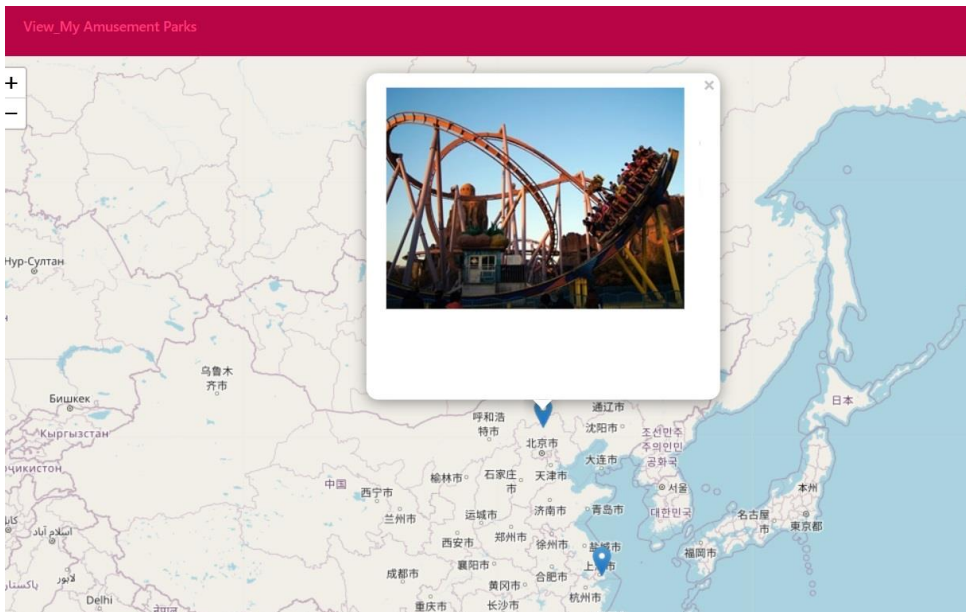 View_My Amusement Parks
+
×
−
Нур-Султан
乌鲁木
齐市
Бишкек
Кыргызстан
呼和浩
特市
通辽市
沈阳市
北京市
조선민주
주의인민
공화국
日本
大连市
中国
西宁市
榆林市
石家庄
市
天津市
서울
本州
兰州市
运城市
济南市
青岛市
대한민국
名古屋
市
東京都
اسلام آباد
西安市
郑州市
徐州市
盐城市
福岡市
成都市
襄阳市
合肥市
لاہور
黄冈市
杭州市
Delhi
重庆市
长沙市